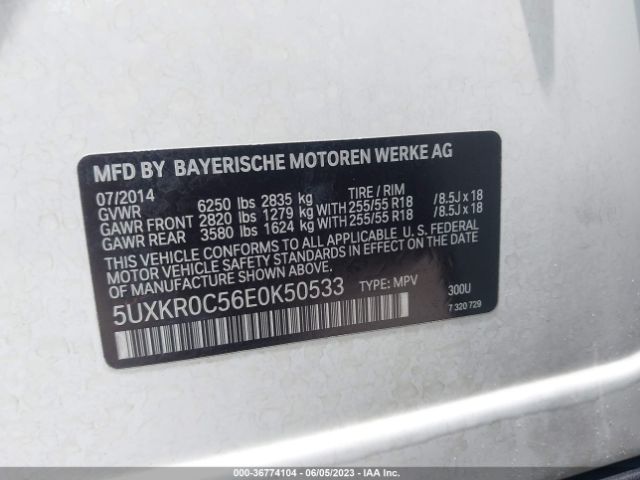 MFD BY BAYERISCHE MOTOREN WERKE AG
07/2014 6250 lbs 2835 kg TIRE / RIM
GVWR
GAWR FRONT 2820 lbs 1279 kg WITH 255/55 R18 /8.5J x 18
GAWR REAR 3580 lbs 1624 kg WITH 255/55 R18 /8.5J x 18
THIS VEHICLE CONFORMS TO ALL APPLICABLE U. S. FEDERAL
MOTOR VEHICLE SAFETY STANDARDS IN EFFECT ON THE DATE
OF MANUFACTURE SHOWN ABOVE.
5UXKR0C56E0K50533 TYPE: MPV 300U
7 320 729
000-36774104 / 06/05/2023 - IAA Inc.